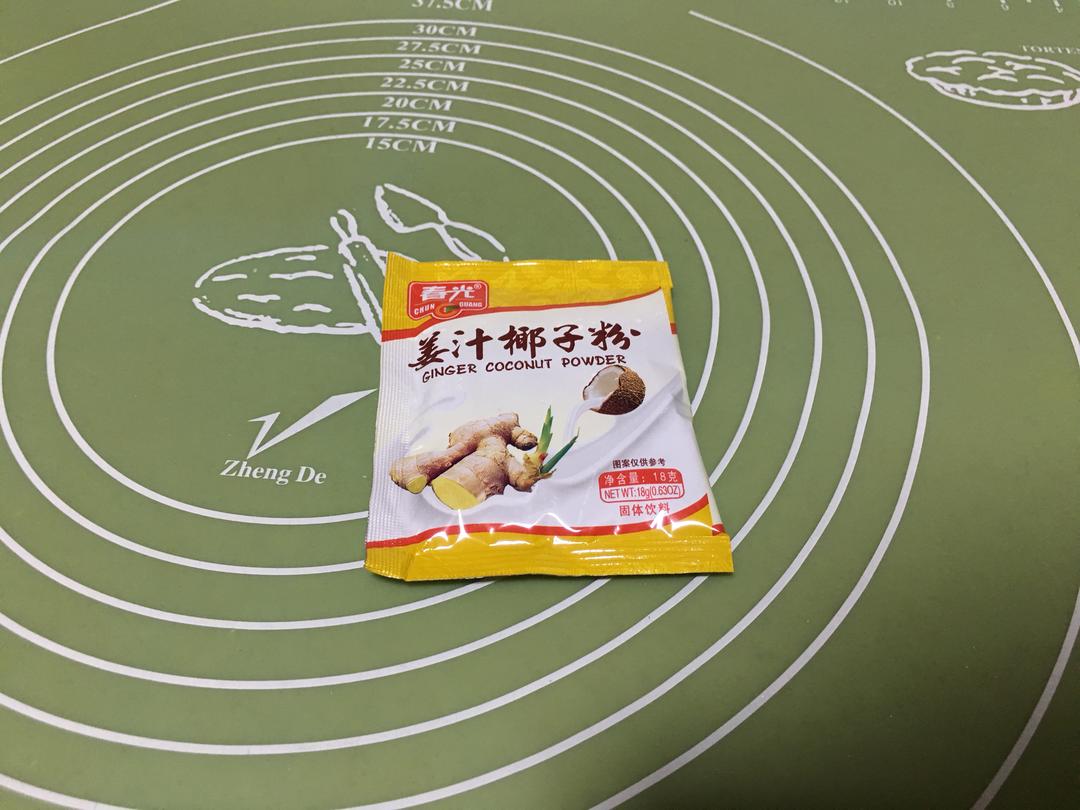 37.5CM
30CM
27.5CM
25CM
22.5CM
20CM
17.5CM
15CM
Zheng De
春光®
CHUN GUANG
姜汁椰子粉
GINGER COCONUT POWDER
图案仅供参考
净含量：18克
NET WT:18g(0.63OZ)
固体饮料